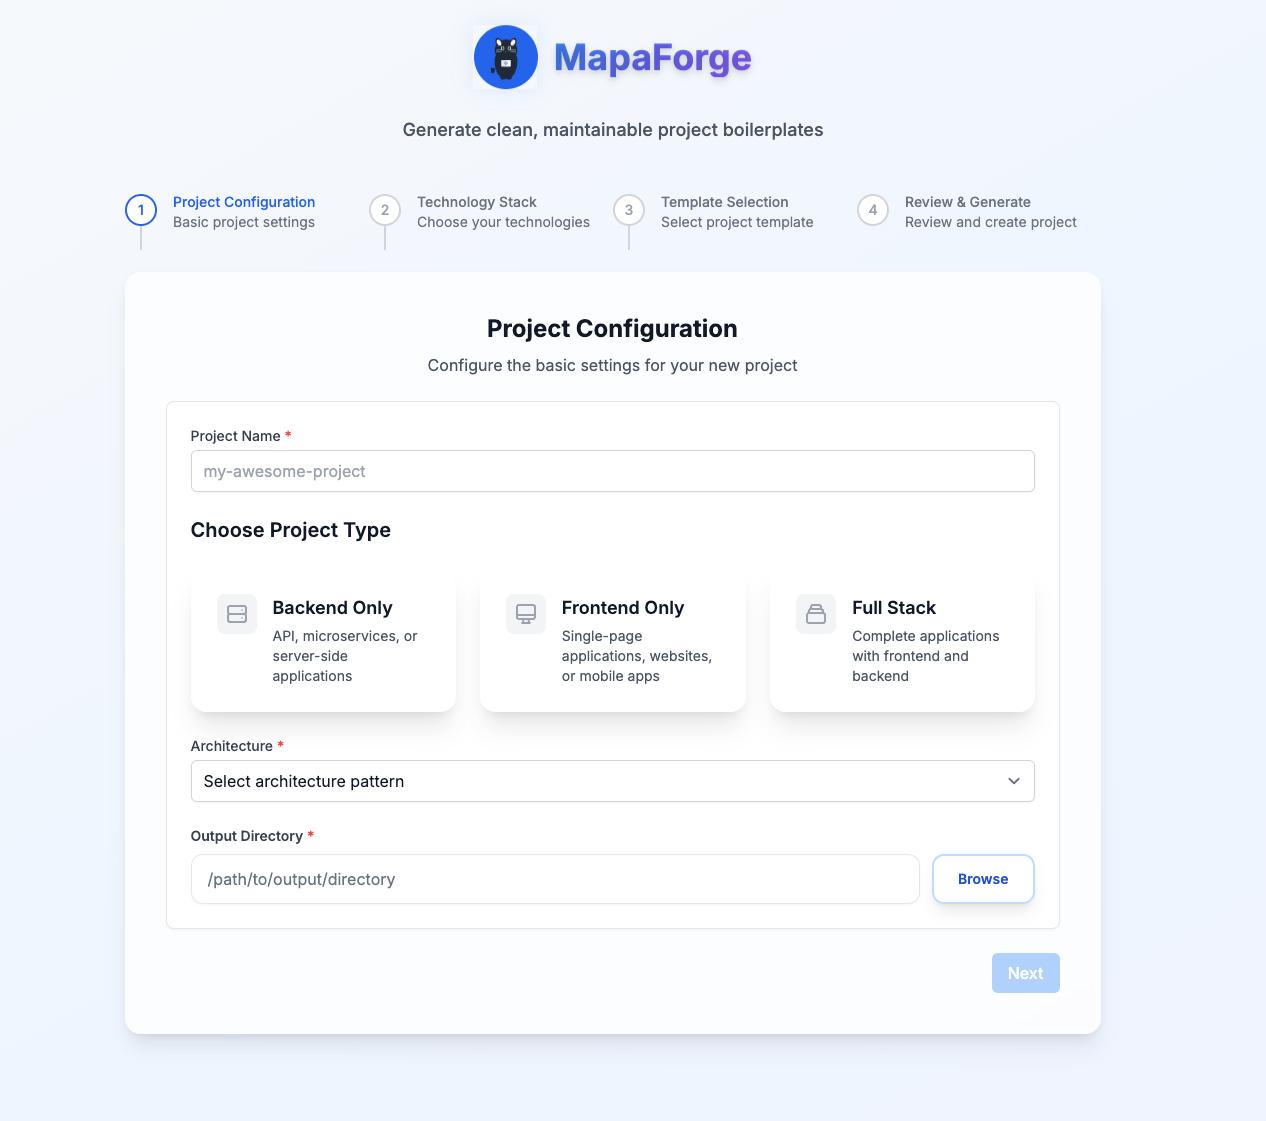 MapaForge
Generate clean, maintainable project boilerplates
1
Project Configuration
Basic project settings
2
Technology Stack
Choose your technologies
3
Template Selection
Select project template
4
Review & Generate
Review and create project
Project Configuration
Configure the basic settings for your new project
Project Name *
my-awesome-project
Choose Project Type
Backend Only
API, microservices, or
server-side
applications
Frontend Only
Single-page
applications, websites,
or mobile apps
Full Stack
Complete applications
with frontend and
backend
Architecture *
Select architecture pattern
Output Directory *
/path/to/output/directory
Browse
Next